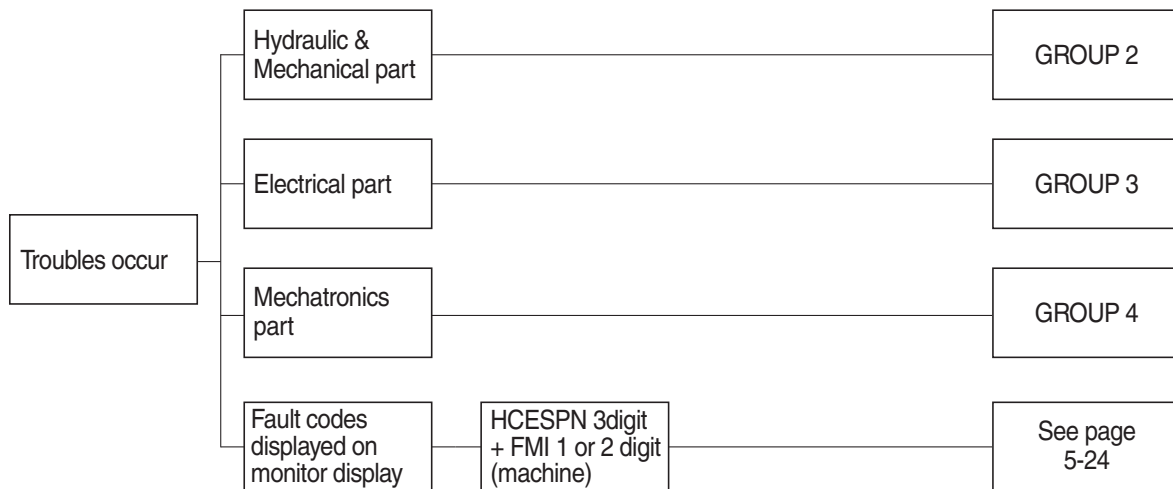 Troubles occur
Hydraulic &
Mechanical part
GROUP 2
Electrical part
GROUP 3
Mechatronics
part
GROUP 4
Fault codes
displayed on
monitor display
HCESPN 3digit
+ FMI 1 or 2 digit
(machine)
See page
5-24